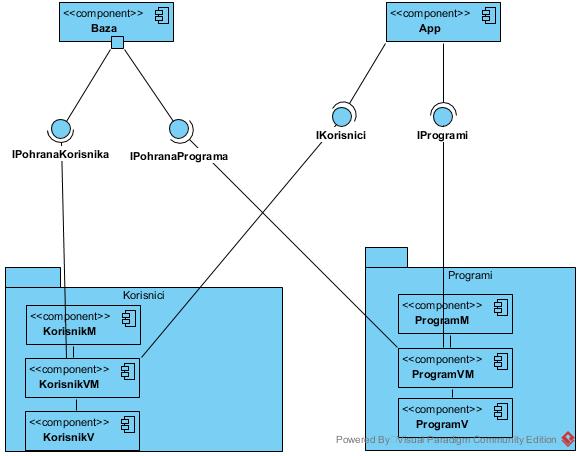 <<component>>
Baza
<<component>>
App
IPohranaKorisnika
IPohranaPrograma
IKorisnici
IProgrami
Korisnici
<<component>>
KorisnikM
<<component>>
KorisnikVM
<<component>>
KorisnikV
Programi
<<component>>
ProgramM
<<component>>
ProgramVM
<<component>>
ProgramV
Powered By Visual Paradigm Community Edition